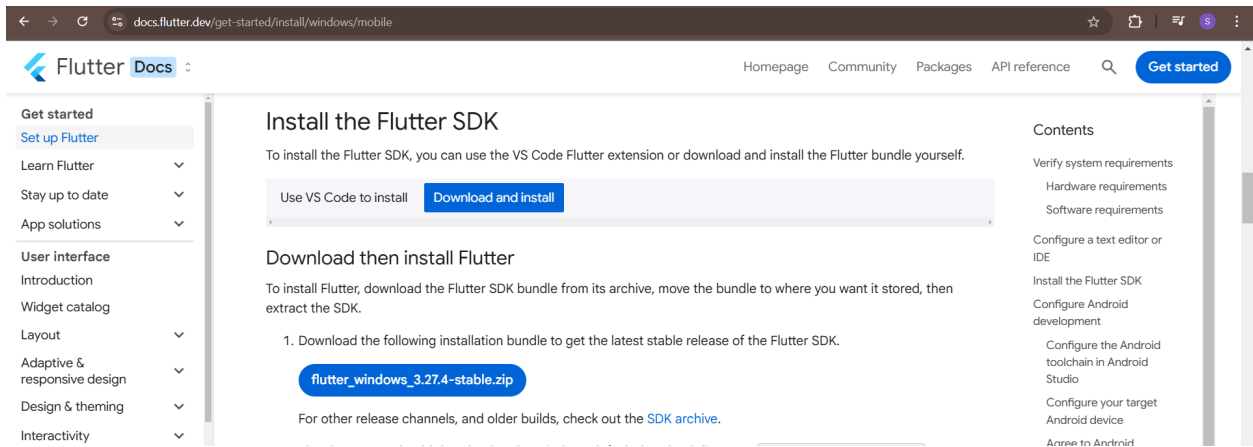 docs.flutter.dev/get-started/install/windows/mobile
S
Flutter Docs
Homepage Community Packages API reference Get started
Get started
Set up Flutter
Learn Flutter
Stay up to date
App solutions
User interface
Introduction
Widget catalog
Layout
Adaptive &
responsive design
Design & theming
Interactivity
Install the Flutter SDK
To install the Flutter SDK, you can use the VS Code Flutter extension or download and install the Flutter bundle yourself.
Use VS Code to install Download and install
Download then install Flutter
To install Flutter, download the Flutter SDK bundle from its archive, move the bundle to where you want it stored, then
extract the SDK.
1. Download the following installation bundle to get the latest stable release of the Flutter SDK.
flutter_windows_3.27.4-stable.zip
For other release channels, and older builds, check out the SDK archive.
Contents
Verify system requirements
Hardware requirements
Software requirements
Configure a text editor or
IDE
Install the Flutter SDK
Configure Android
development
Configure the Android
toolchain in Android
Studio
Configure your target
Android device
Agree to Android